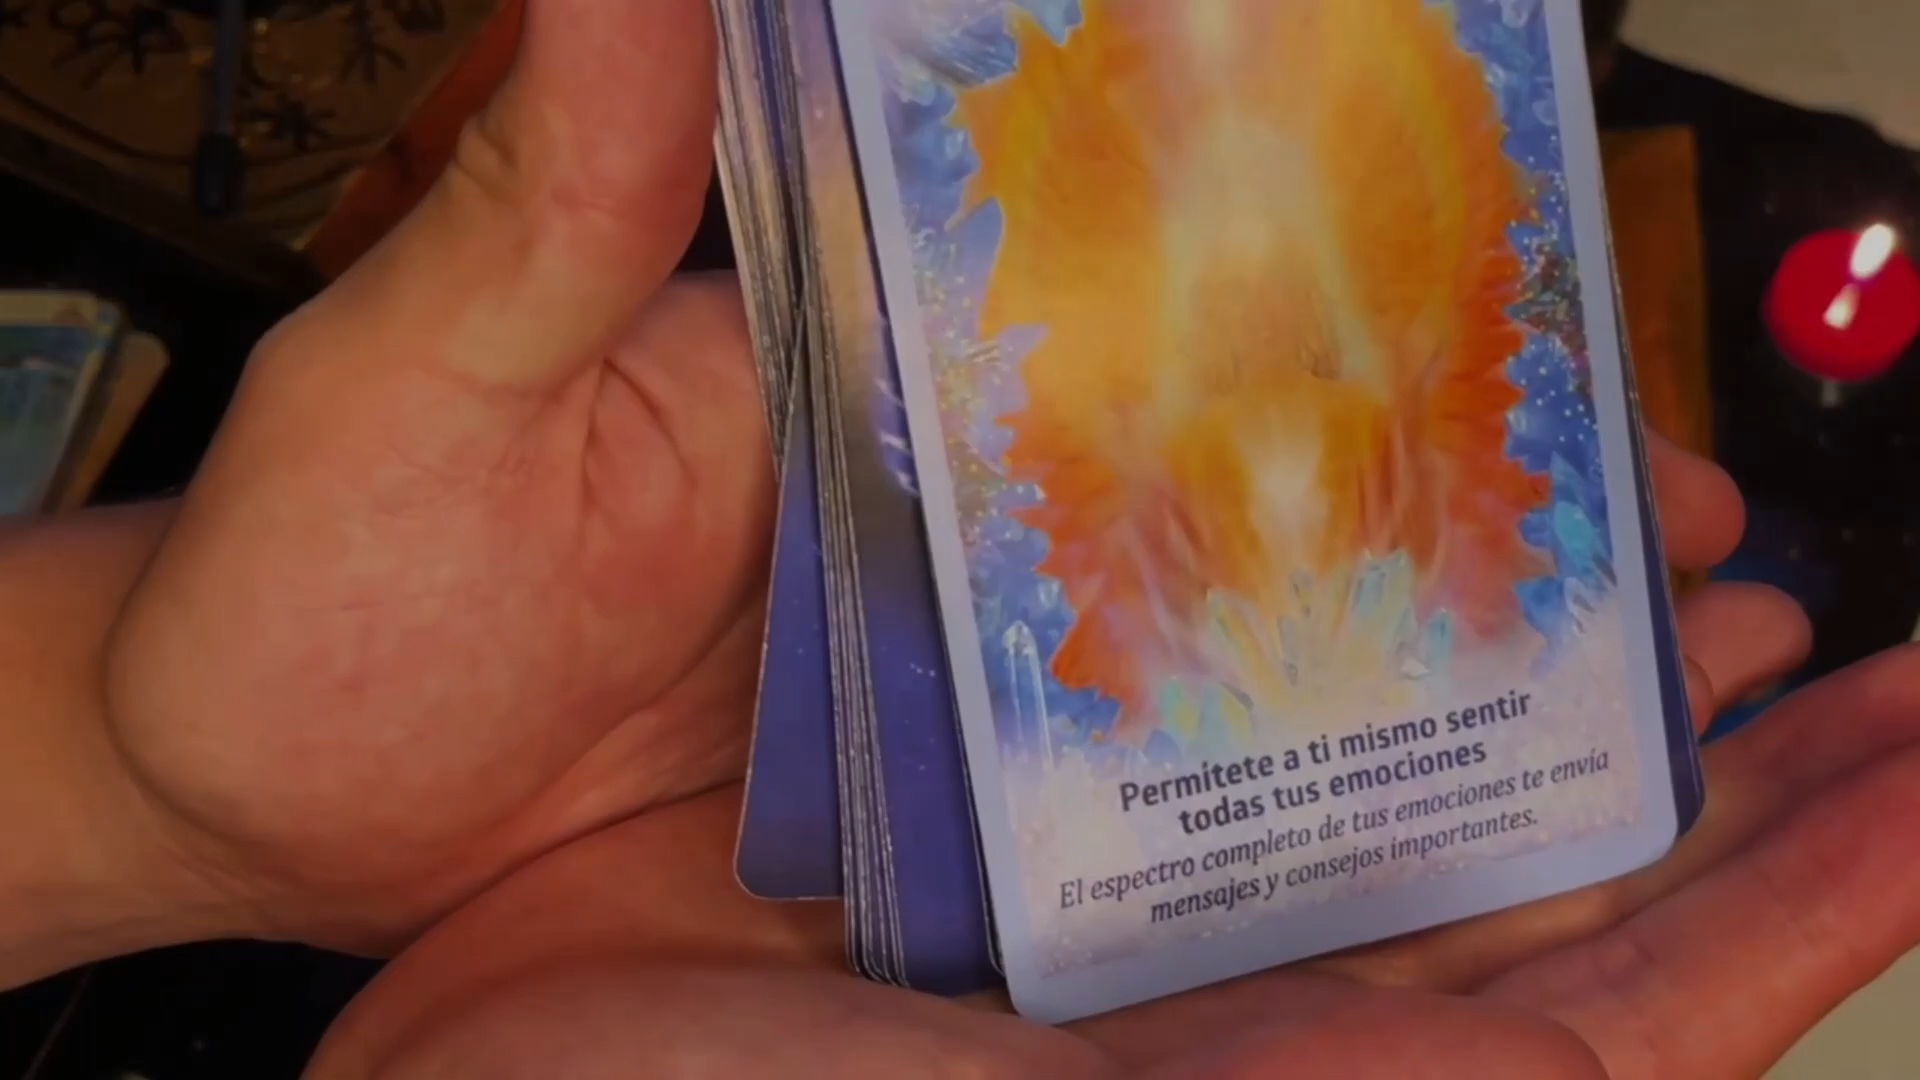 Permítete a ti mismo sentir
todas tus emociones
El espectro completo de tus emociones te envía
mensajes y consejos importantes.